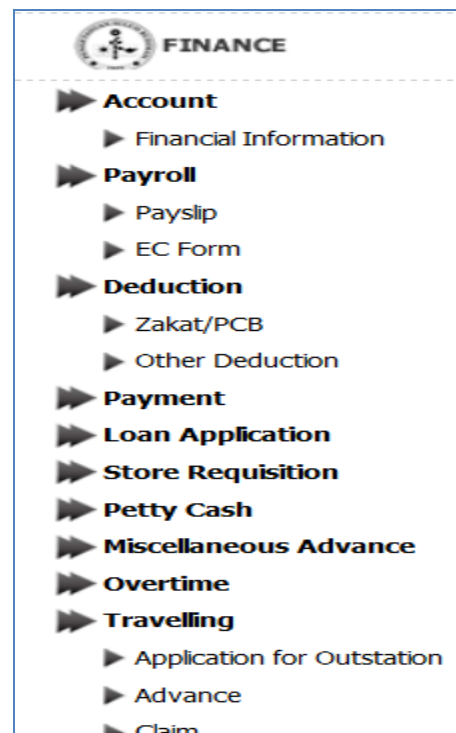 FINANCE
Account
Financial Information
Payroll
Payslip
EC Form
Deduction
Zakat/PCB
Other Deduction
Payment
Loan Application
Store Requisition
Petty Cash
Miscellaneous Advance
Overtime
Travelling
Application for Outstation
Advance
Claim